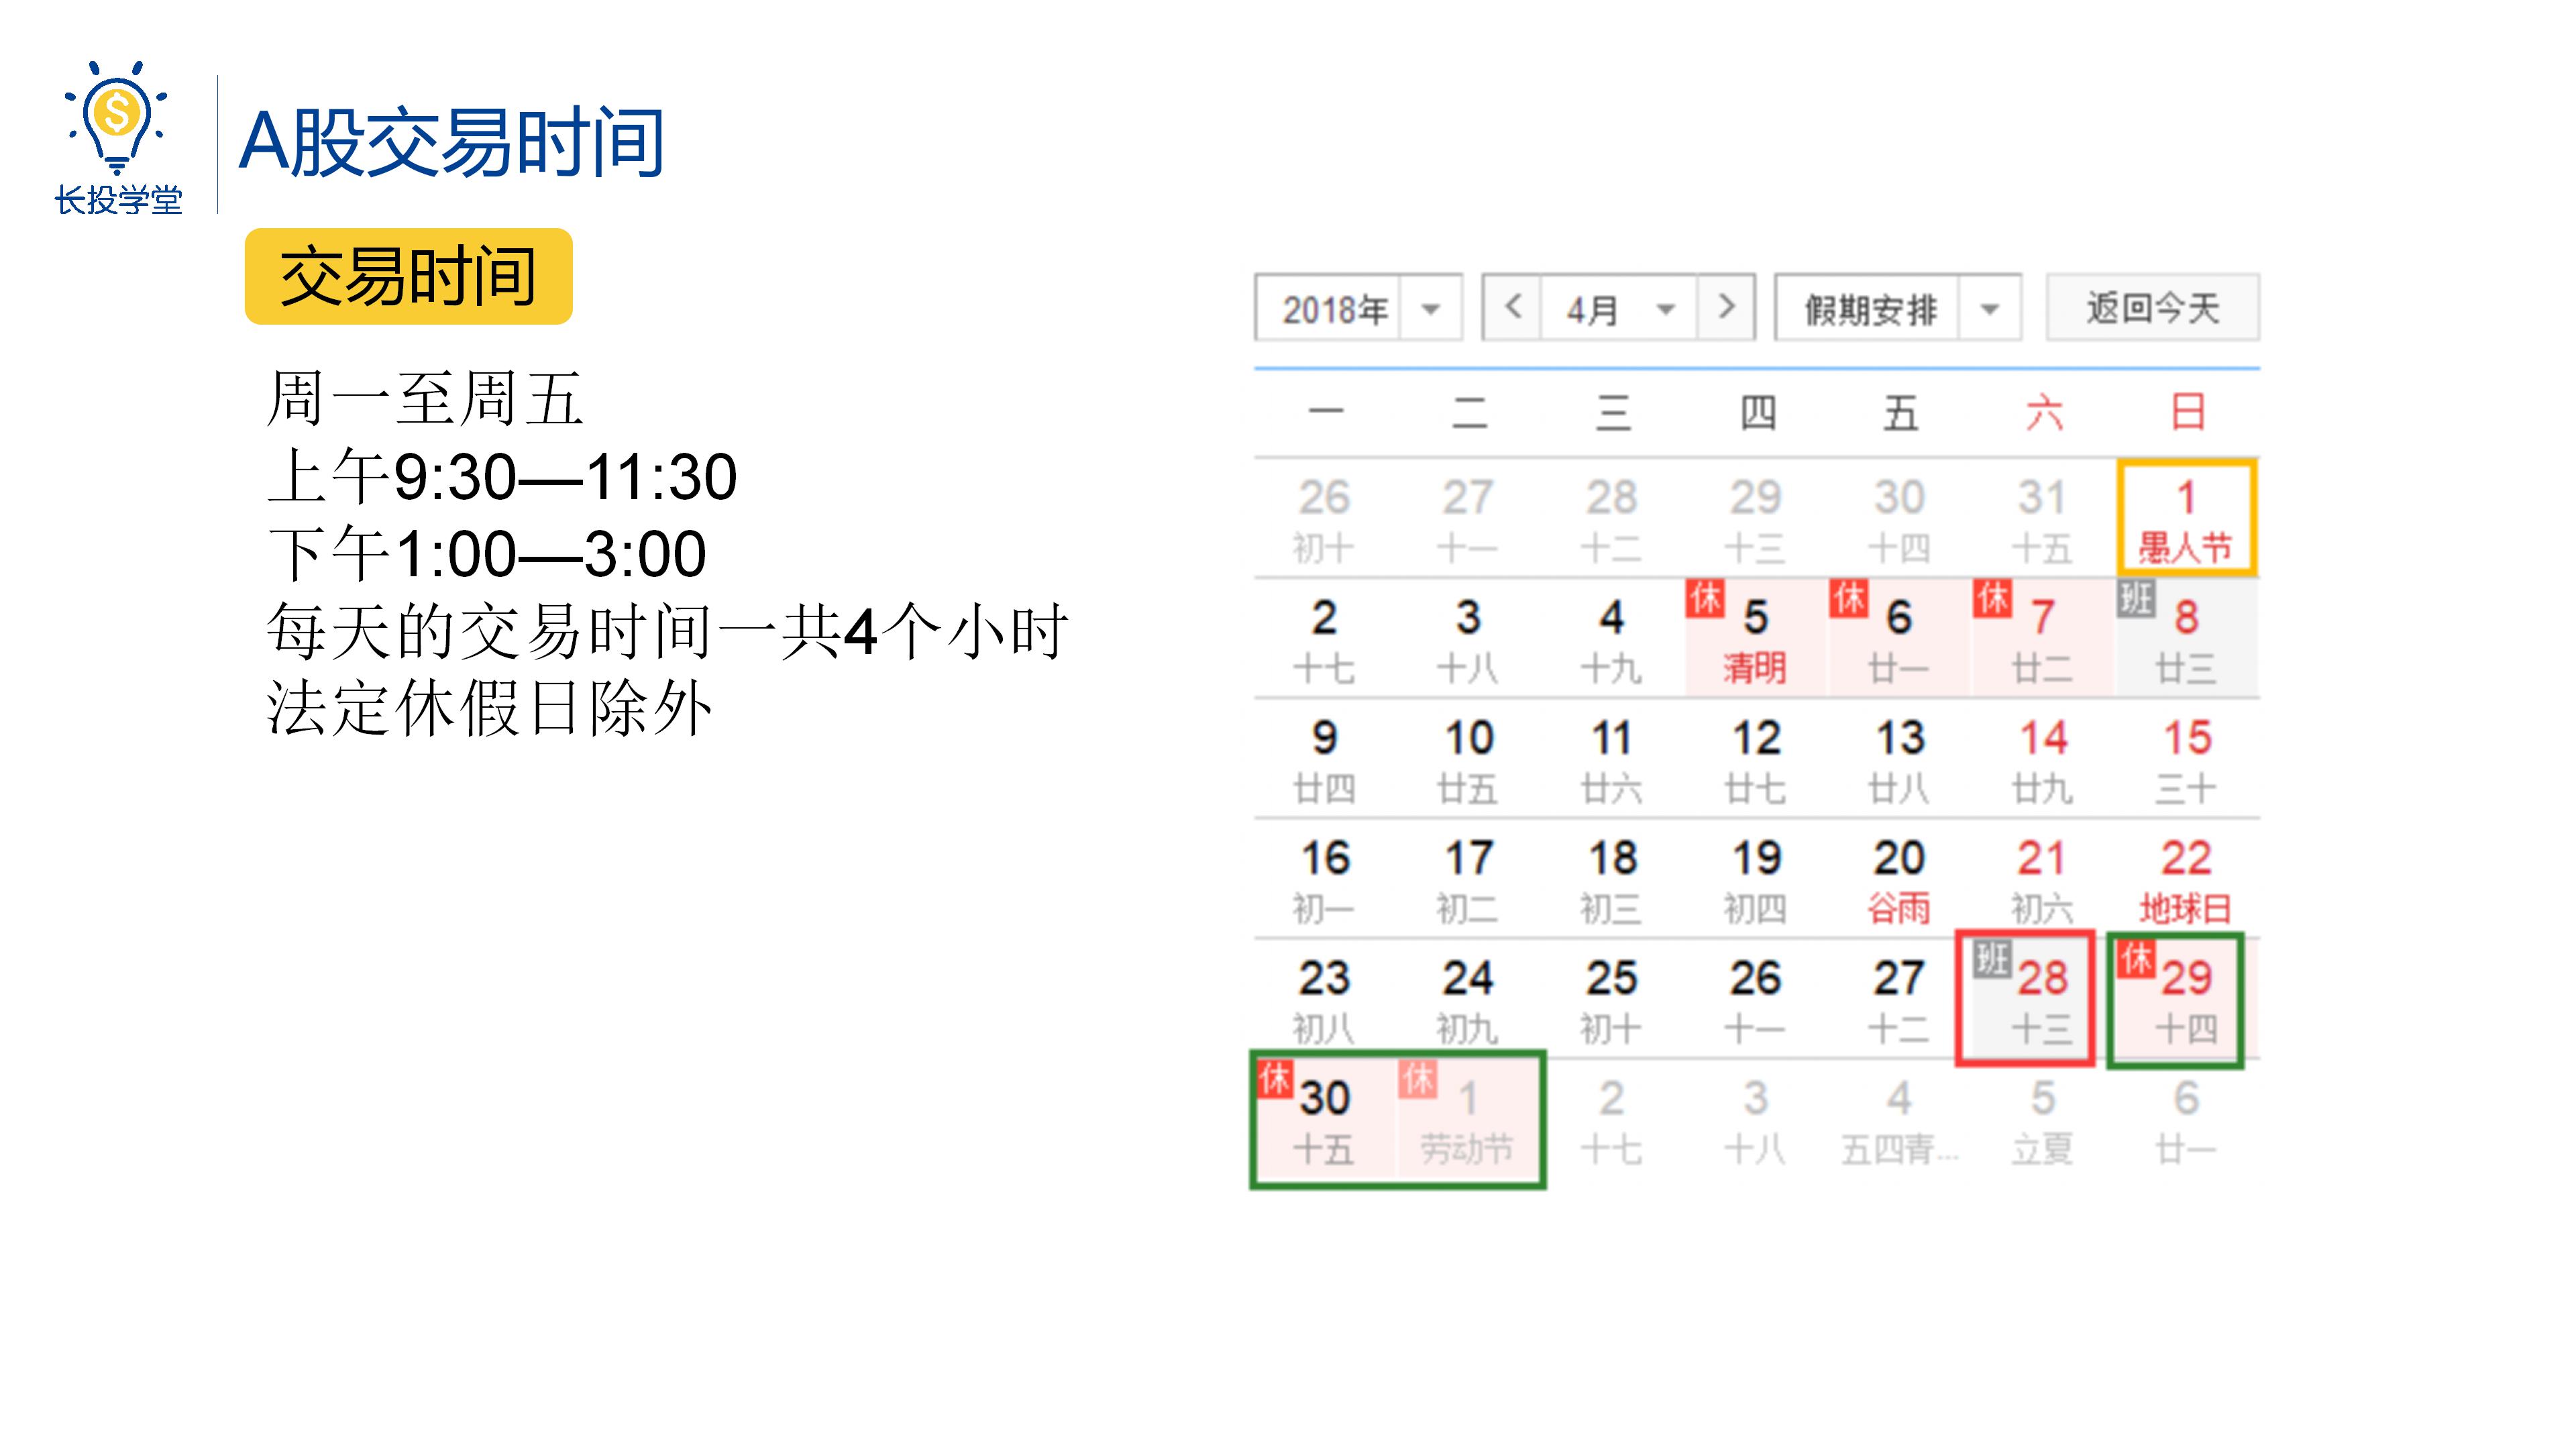 长投学堂
A股交易时间
交易时间
周一至周五
上午9:30—11:30
下午1:00—3:00
每天的交易时间一共4个小时
法定休假日除外
2018年 < 4月 > 假期安排 返回今天
一 二 三 四 五 六 日
26 27 28 29 30 31 1
初十 十一 十二 十三 十四 十五 愚人节
2 3 4 休 5 休 6 休 7 班 8
十七 十八 十九 清明 廿一 廿二 廿三
9 10 11 12 13 14 15
廿四 廿五 廿六 廿七 廿八 廿九 三十
16 17 18 19 20 21 22
初一 初二 初三 初四 谷雨 初六 地球日
23 24 25 26 27 班 28 休 29
初八 初九 初十 十一 十二 十三 十四
休 30 休 1 2 3 4 5 6
十五 劳动节 十七 十八 五四青... 立夏 廿一